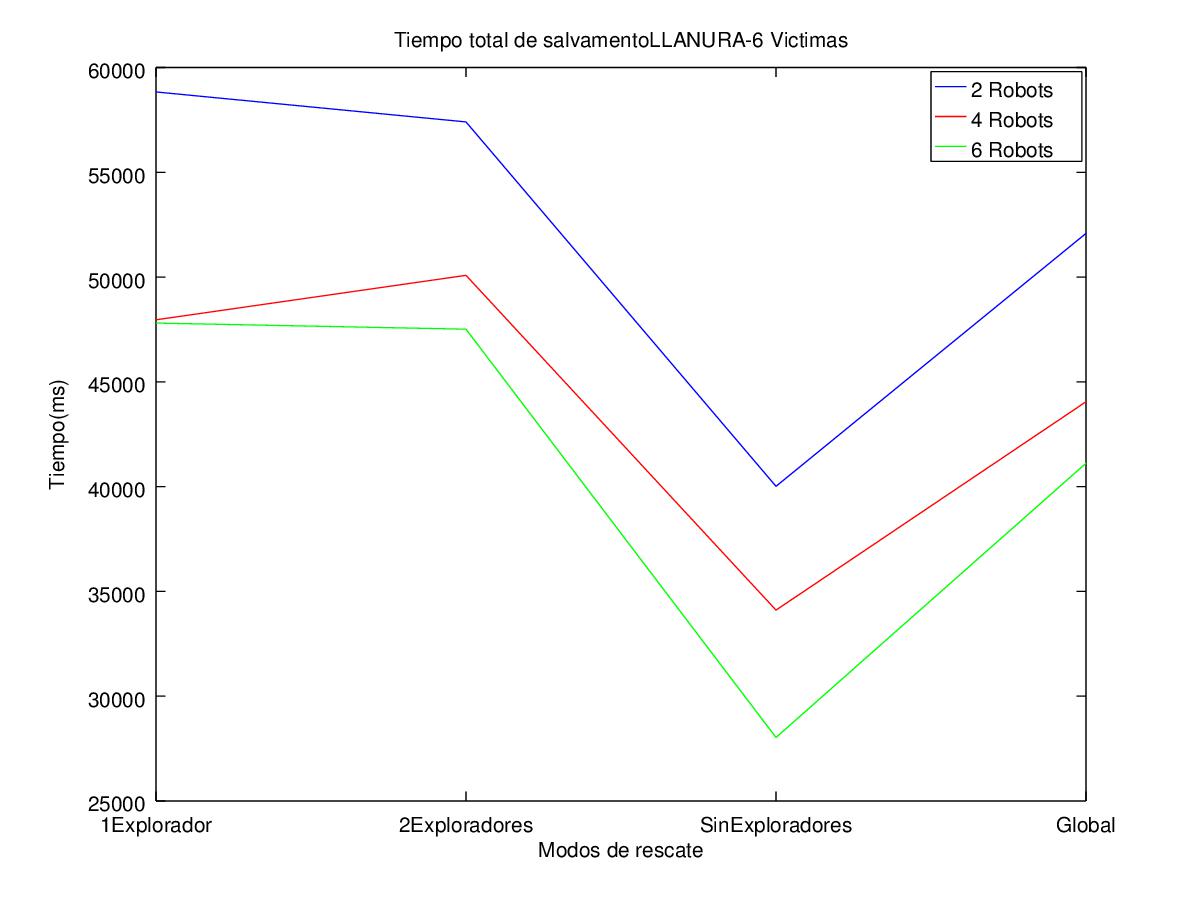 Tiempo total de salvamentoLLANURA-6 Victimas
60000
55000
50000
45000
40000
35000
30000
25000
Tiempo(ms)
2 Robots
4 Robots
6 Robots
1Explorador
2Exploradores
SinExploradores
Global
Modos de rescate